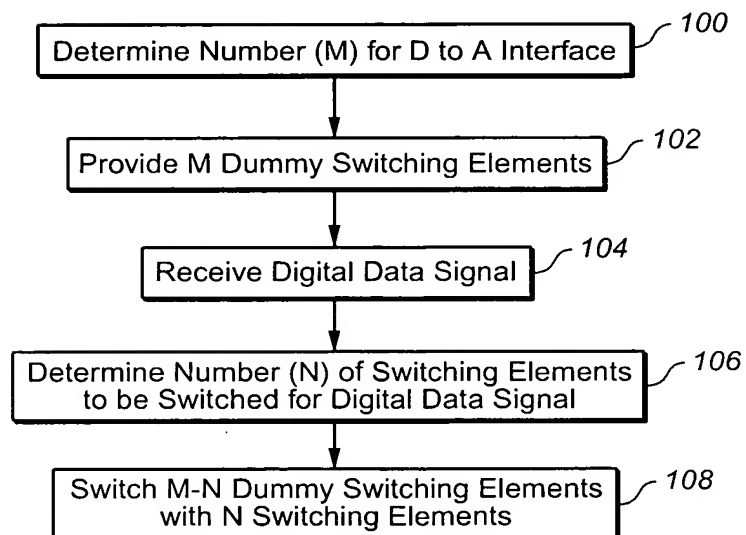 Determine Number (M) for D to A Interface
100
Provide M Dummy Switching Elements
102
Receive Digital Data Signal
104
Determine Number (N) of Switching Elements
to be Switched for Digital Data Signal
106
Switch M-N Dummy Switching Elements
with N Switching Elements
108